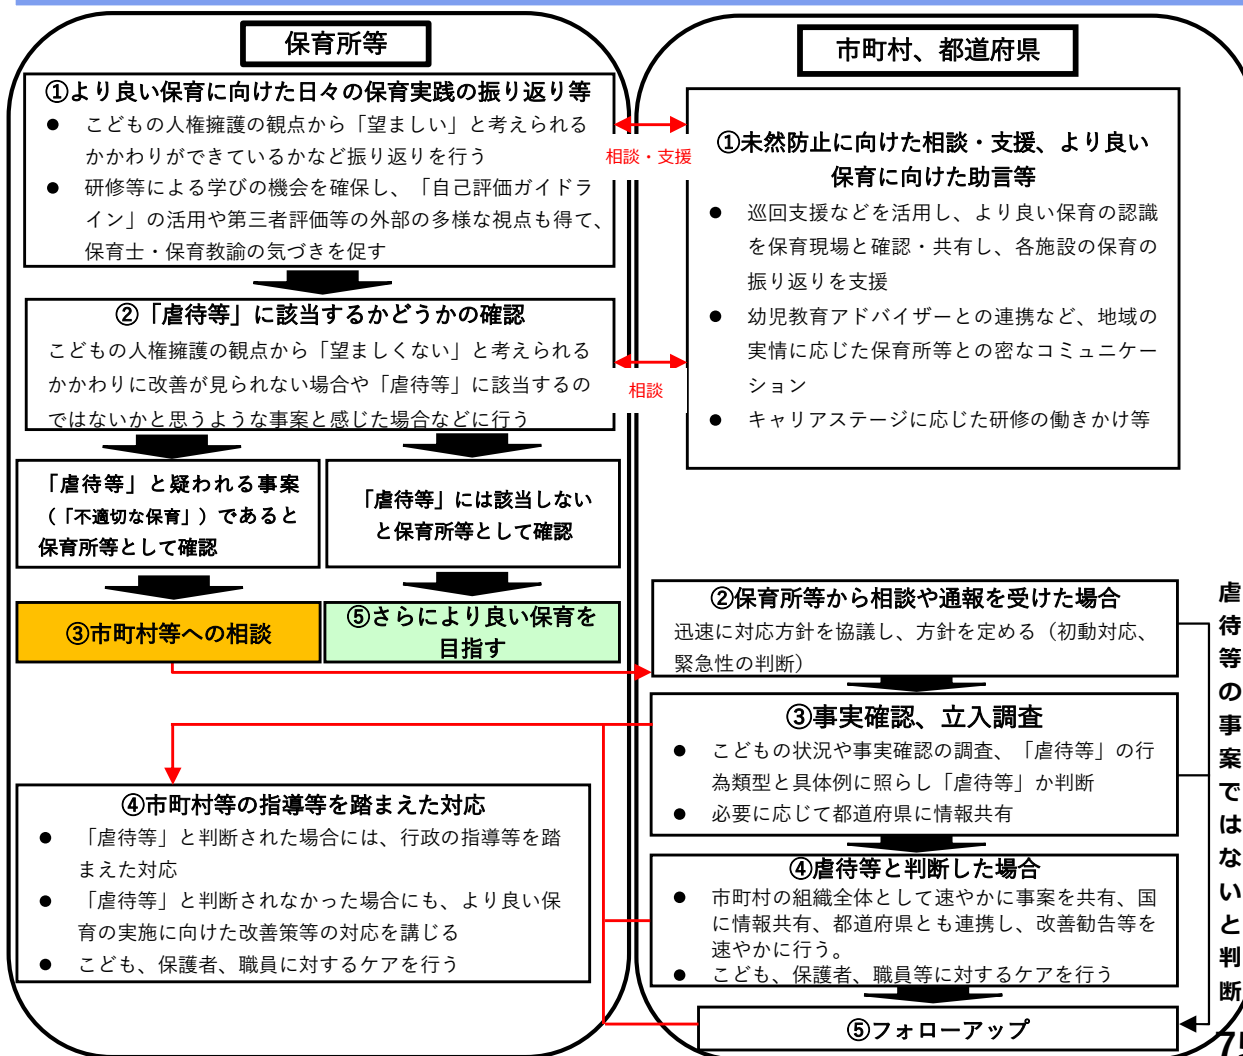 保育所等
①より良い保育に向けた日々の保育実践の振り返り等
● こどもの人権擁護の観点から「望ましい」と考えられる
かかわりができているかなど振り返りを行う
● 研修等による学びの機会を確保し、「自己評価ガイドラ
イン」の活用や第三者評価等の外部の多様な視点も得て、
保育士・保育教諭の気づきを促す
②「虐待等」に該当するかどうかの確認
こどもの人権擁護の観点から「望ましくない」と考えられる
かかわりに改善が見られない場合や「虐待等」に該当するの
ではないかと思うような事案と感じた場合などに行う
「虐待等」と疑われる事案
（「不適切な保育」）であると
保育所等として確認
「虐待等」には該当しない
と保育所等として確認
③市町村等への相談
⑤さらにより良い保育を
目指す
④市町村等の指導等を踏まえた対応
● 「虐待等」と判断された場合には、行政の指導等を踏
まえた対応
● 「虐待等」と判断されなかった場合にも、より良い保
育の実施に向けた改善策等の対応を講じる
● こども、保護者、職員に対するケアを行う
相談・支援
相談
市町村、都道府県
①未然防止に向けた相談・支援、より良い
保育に向けた助言等
● 巡回支援などを活用し、より良い保育の認識
を保育現場と確認・共有し、各施設の保育の
振り返りを支援
● 幼児教育アドバイザーとの連携など、地域の
実情に応じた保育所等との密なコミュニケー
ション
● キャリアステージに応じた研修の働きかけ等
②保育所等から相談や通報を受けた場合
迅速に対応方針を協議し、方針を定める（初動対応、
緊急性の判断）
③事実確認、立入調査
● こどもの状況や事実確認の調査、「虐待等」の行
為類型と具体例に照らし「虐待等」か判断
● 必要に応じて都道府県に情報共有
④虐待等と判断した場合
● 市町村の組織全体として速やかに事案を共有、国
に情報共有、都道府県とも連携し、改善勧告等を
速やかに行う。
● こども、保護者、職員等に対するケアを行う
⑤フォローアップ
虐待等の事案ではないと判断
75